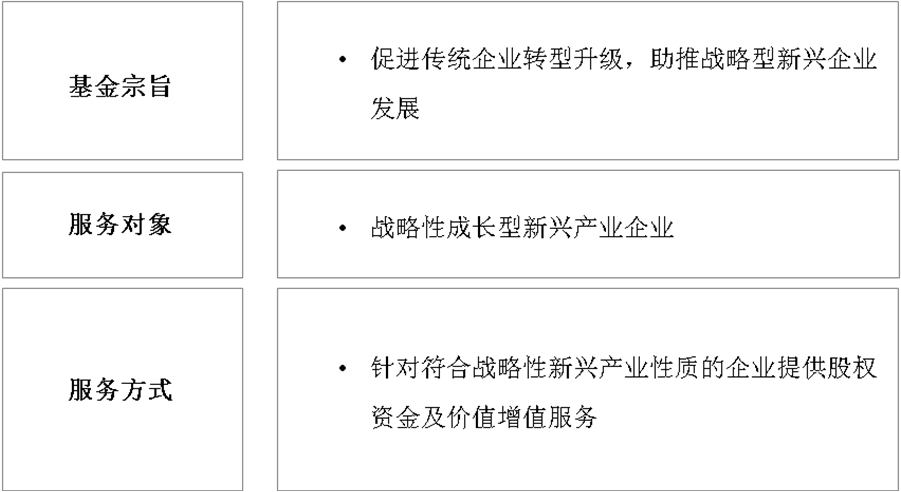 基金宗旨
• 促进传统企业转型升级，助推战略型新兴企业
发展
服务对象
• 战略性成长型新兴产业企业
服务方式
• 针对符合战略性新兴产业性质的企业提供股权
资金及价值增值服务